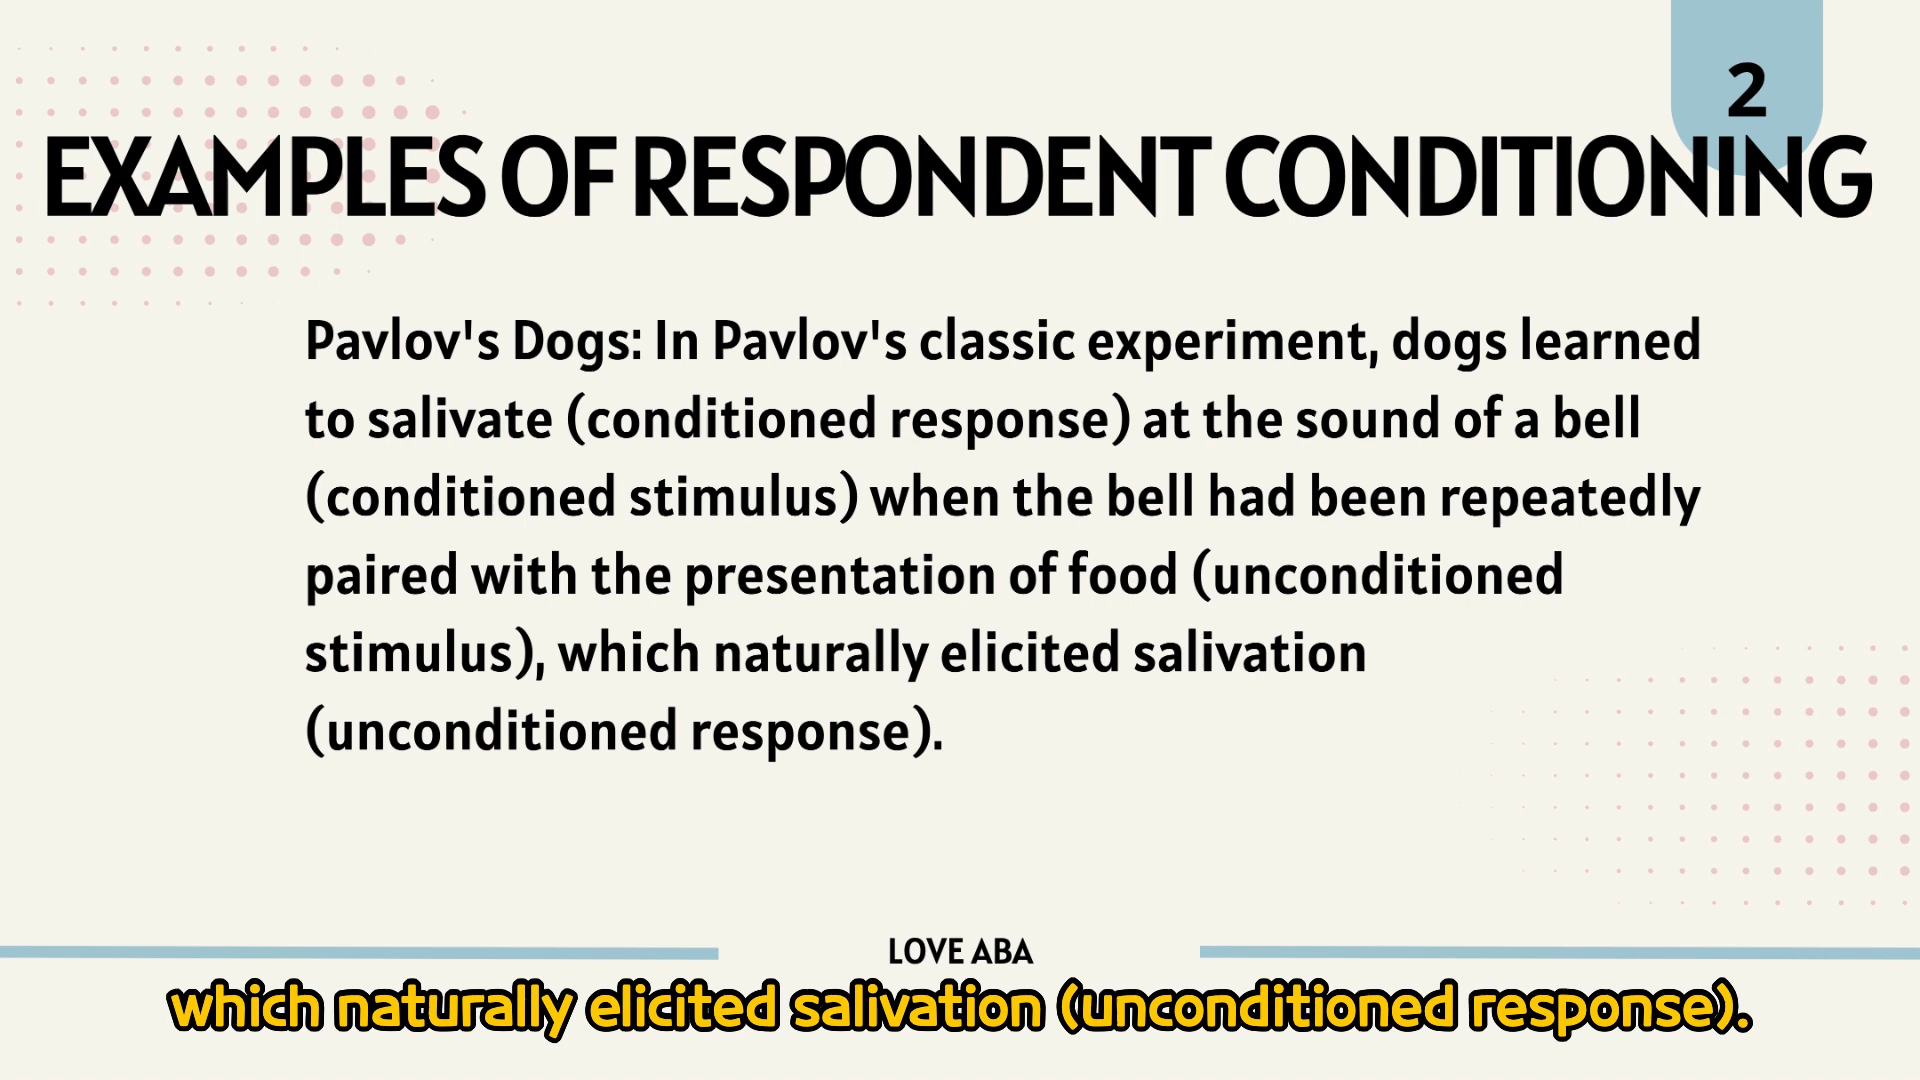 2
EXAMPLES OF RESPONDENT CONDITIONING
Pavlov's Dogs: In Pavlov's classic experiment, dogs learned
to salivate (conditioned response) at the sound of a bell
(conditioned stimulus) when the bell had been repeatedly
paired with the presentation of food (unconditioned
stimulus), which naturally elicited salivation
(unconditioned response).
LOVE ABA
which naturally elicited salivation (unconditioned response).